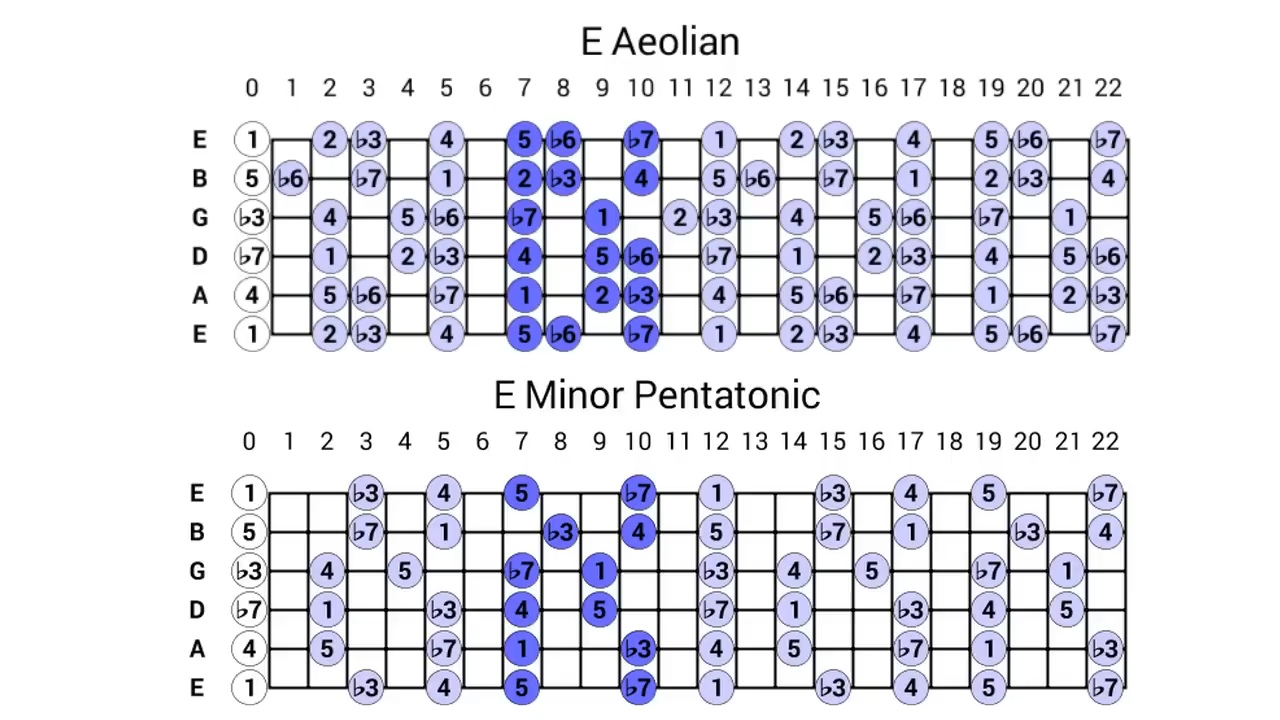 E Aeolian
0 1 2 3 4 5 6 7 8 9 10 11 12 13 14 15 16 17 18 19 20 21 22
E 1 2 ♭3 4 5 ♭6 ♭7 1 2 ♭3 4 5 ♭6 ♭7
B 5 ♭6 ♭7 1 2 ♭3 4 5 ♭6 ♭7 1 2 ♭3 4
G ♭3 4 5 ♭6 ♭7 1 2 ♭3 4 5 ♭6 ♭7 1
D ♭7 1 2 ♭3 4 5 ♭6 ♭7 1 2 ♭3 4 5 ♭6
A 4 5 ♭6 ♭7 1 2 ♭3 4 5 ♭6 ♭7 1 2 ♭3
E 1 2 ♭3 4 5 ♭6 ♭7 1 2 ♭3 4 5 ♭6 ♭7
E Minor Pentatonic
0 1 2 3 4 5 6 7 8 9 10 11 12 13 14 15 16 17 18 19 20 21 22
E 1 ♭3 4 5 ♭7 1 ♭3 4 5 ♭7
B 5 ♭7 1 ♭3 4 5 ♭7 1 ♭3 4
G ♭3 4 5 ♭7 1 ♭3 4 5 ♭7 1
D ♭7 1 ♭3 4 5 ♭7 1 ♭3 4 5
A 4 5 ♭7 1 ♭3 4 5 ♭7 1 ♭3
E 1 ♭3 4 5 ♭7 1 ♭3 4 5 ♭7